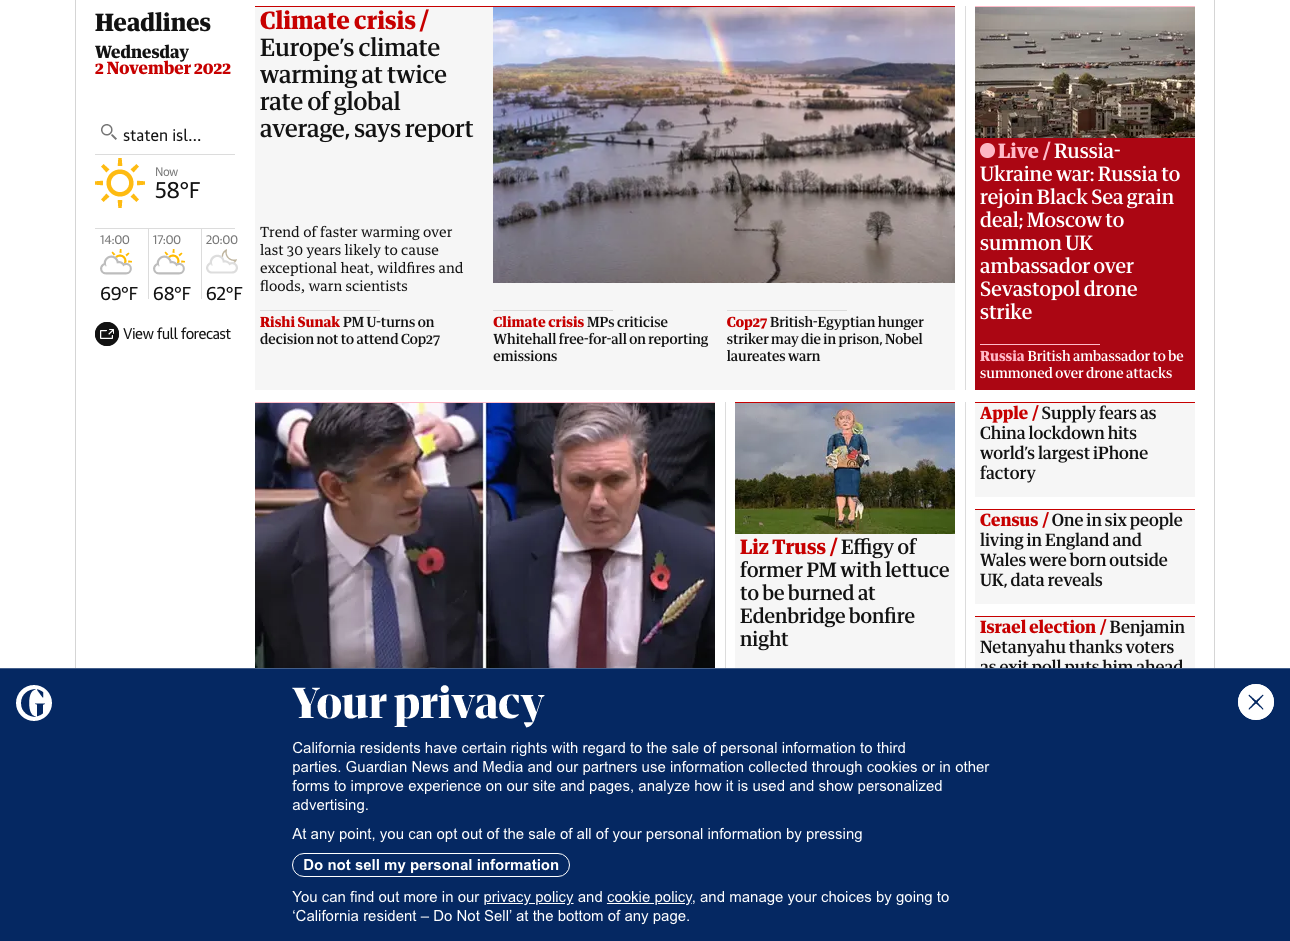 Headlines
Wednesday
2 November 2022
staten isl...
Now
58°F
14:00
17:00
20:00
69°F
68°F
62°F
View full forecast
Climate crisis /
Europe’s climate
warming at twice
rate of global
average, says report
Trend of faster warming over
last 30 years likely to cause
exceptional heat, wildfires and
floods, warn scientists
Rishi Sunak PM U-turns on
decision not to attend Cop27
Climate crisis MPs criticise
Whitehall free-for-all on reporting
emissions
Cop27 British-Egyptian hunger
striker may die in prison, Nobel
laureates warn
Live / Russia-
Ukraine war: Russia to
rejoin Black Sea grain
deal; Moscow to
summon UK
ambassador over
Sevastopol drone
strike
Russia British ambassador to be
summoned over drone attacks
Liz Truss / Effigy of
former PM with lettuce
to be burned at
Edenbridge bonfire
night
Apple / Supply fears as
China lockdown hits
world’s largest iPhone
factory
Census / One in six people
living in England and
Wales were born outside
UK, data reveals
Israel election / Benjamin
Netanyahu thanks voters
as exit poll puts him ahead
Your privacy
California residents have certain rights with regard to the sale of personal information to third
parties. Guardian News and Media and our partners use information collected through cookies or in other
forms to improve experience on our site and pages, analyze how it is used and show personalized
advertising.
At any point, you can opt out of the sale of all of your personal information by pressing
Do not sell my personal information
You can find out more in our privacy policy and cookie policy, and manage your choices by going to
‘California resident – Do Not Sell’ at the bottom of any page.